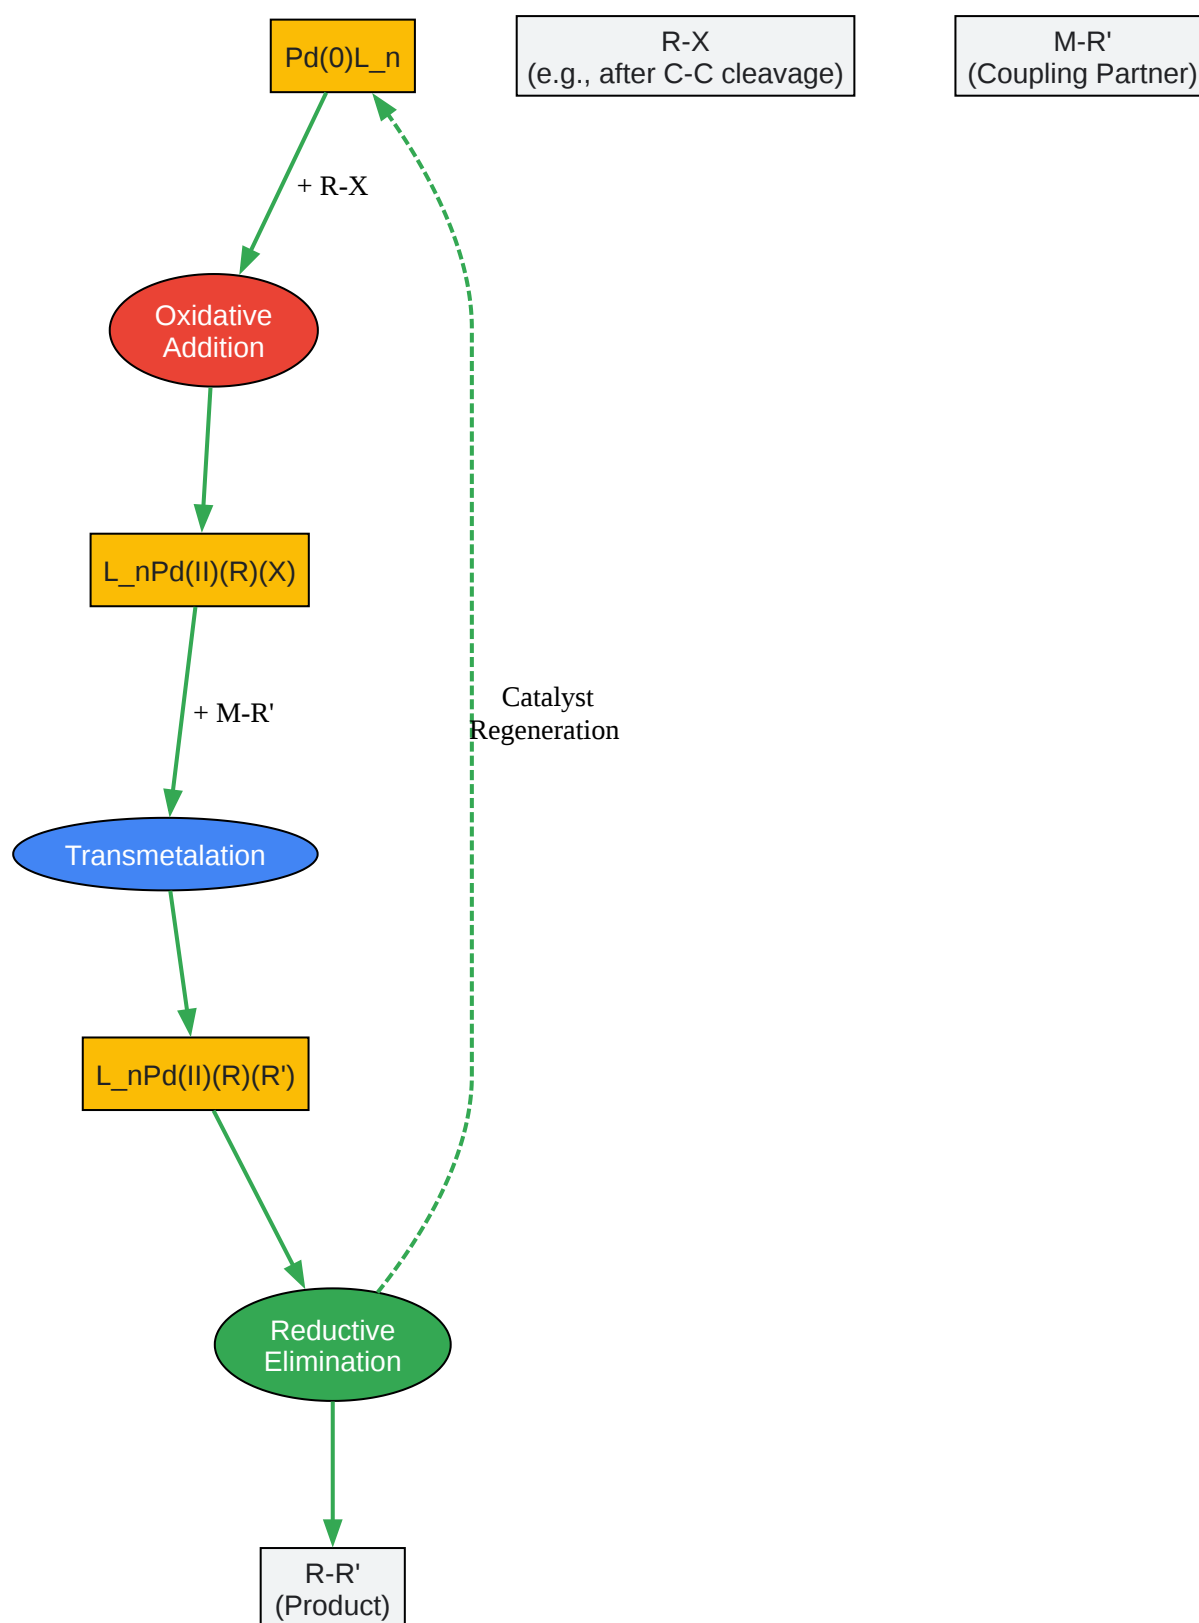 Pd(0)L_n
R-X
(e.g., after C-C cleavage)
M-R'
(Coupling Partner)
+ R-X
Oxidative
Addition
L_nPd(II)(R)(X)
+ M-R'
Catalyst
Regeneration
Transmetalation
L_nPd(II)(R)(R')
Reductive
Elimination
R-R'
(Product)